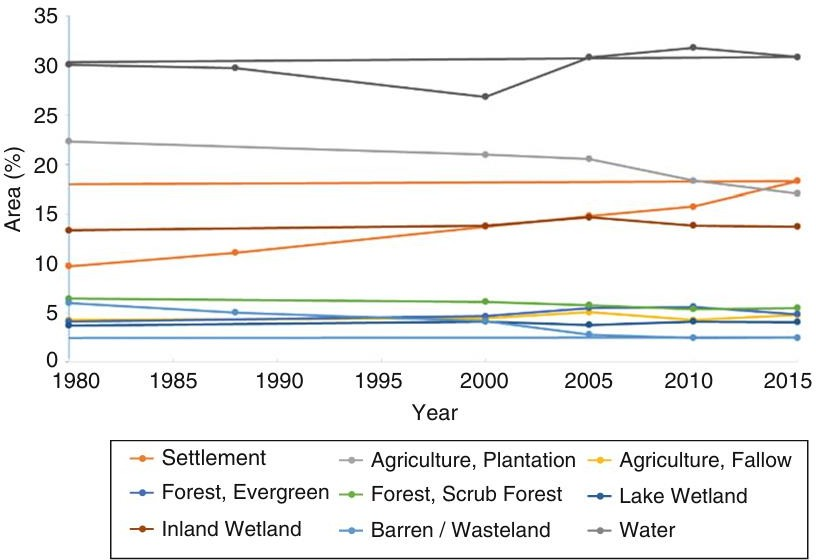 35
30
25
20
15
10
5
0
Area (%)
1980 1985 1990 1995 2000 2005 2010 2015
Year
Settlement Agriculture, Plantation Agriculture, Fallow
Forest, Evergreen Forest, Scrub Forest Lake Wetland
Inland Wetland Barren / Wasteland Water